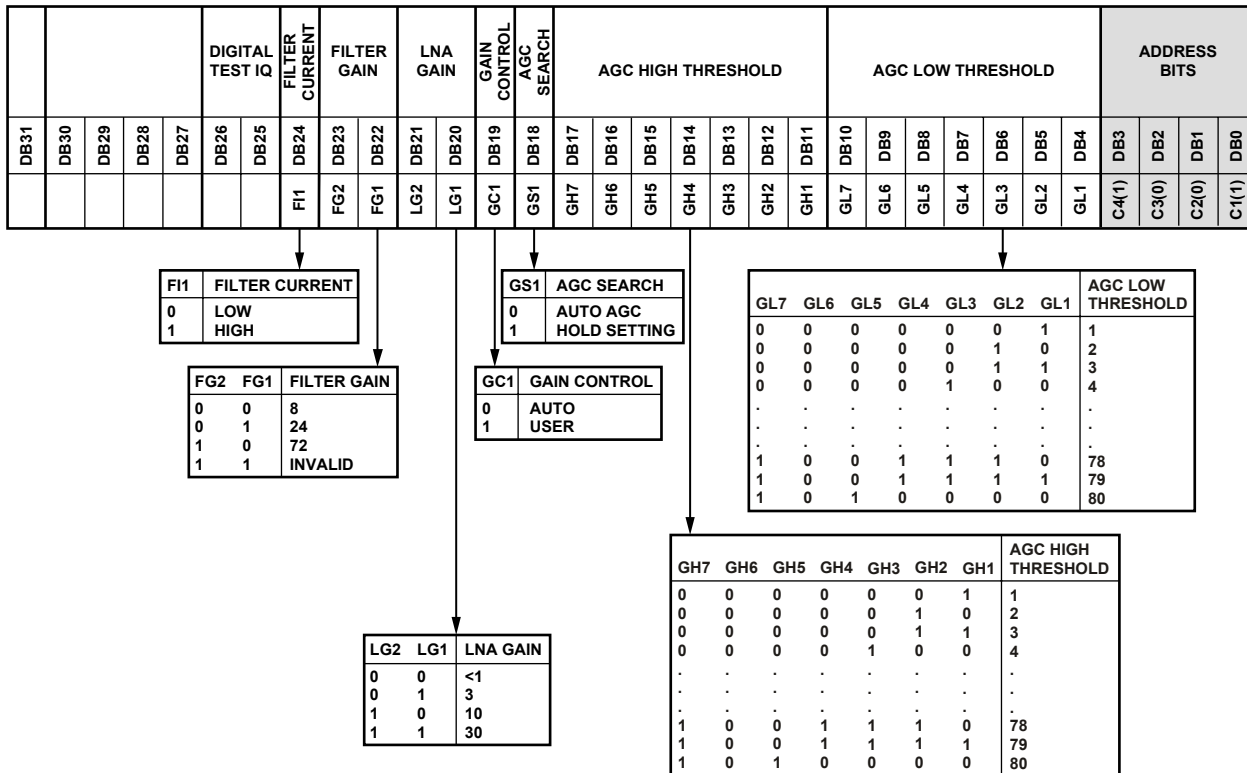 DIGITAL TEST IQ
FILTER CURRENT
FILTER GAIN
LNA GAIN
GAIN CONTROL
AGC SEARCH
AGC HIGH THRESHOLD
AGC LOW THRESHOLD
ADDRESS BITS
DB31 DB30 DB29 DB28 DB27 DB26 DB25 DB24 DB23 DB22 DB21 DB20 DB19 DB18 DB17 DB16 DB15 DB14 DB13 DB12 DB11 DB10 DB9 DB8 DB7 DB6 DB5 DB4 DB3 DB2 DB1 DB0
FI1 FG2 FG1 LG2 LG1 GC1 GS1 GH7 GH6 GH5 GH4 GH3 GH2 GH1 GL7 GL6 GL5 GL4 GL3 GL2 GL1 C4(1) C3(0) C2(0) C1(1)
FI1 FILTER CURRENT
0 LOW
1 HIGH
GS1 AGC SEARCH
0 AUTO AGC
1 HOLD SETTING
FG2 FG1 FILTER GAIN
0 0 8
0 1 24
1 0 72
1 1 INVALID
GC1 GAIN CONTROL
0 AUTO
1 USER
GL7 GL6 GL5 GL4 GL3 GL2 GL1 AGC LOW THRESHOLD
0 0 0 0 0 0 1 1
0 0 0 0 0 1 0 2
0 0 0 0 0 1 1 3
0 0 0 0 1 0 0 4
. . . . . . . .
. . . . . . . .
. . . . . . . .
1 0 0 1 1 1 0 78
1 0 0 1 1 1 1 79
1 0 1 0 0 0 0 80
LG2 LG1 LNA GAIN
0 0 <1
0 1 3
1 0 10
1 1 30
GH7 GH6 GH5 GH4 GH3 GH2 GH1 AGC HIGH THRESHOLD
0 0 0 0 0 0 1 1
0 0 0 0 0 1 0 2
0 0 0 0 0 1 1 3
0 0 0 0 1 0 0 4
. . . . . . . .
. . . . . . . .
. . . . . . . .
1 0 0 1 1 1 0 78
1 0 0 1 1 1 1 79
1 0 1 0 0 0 0 80